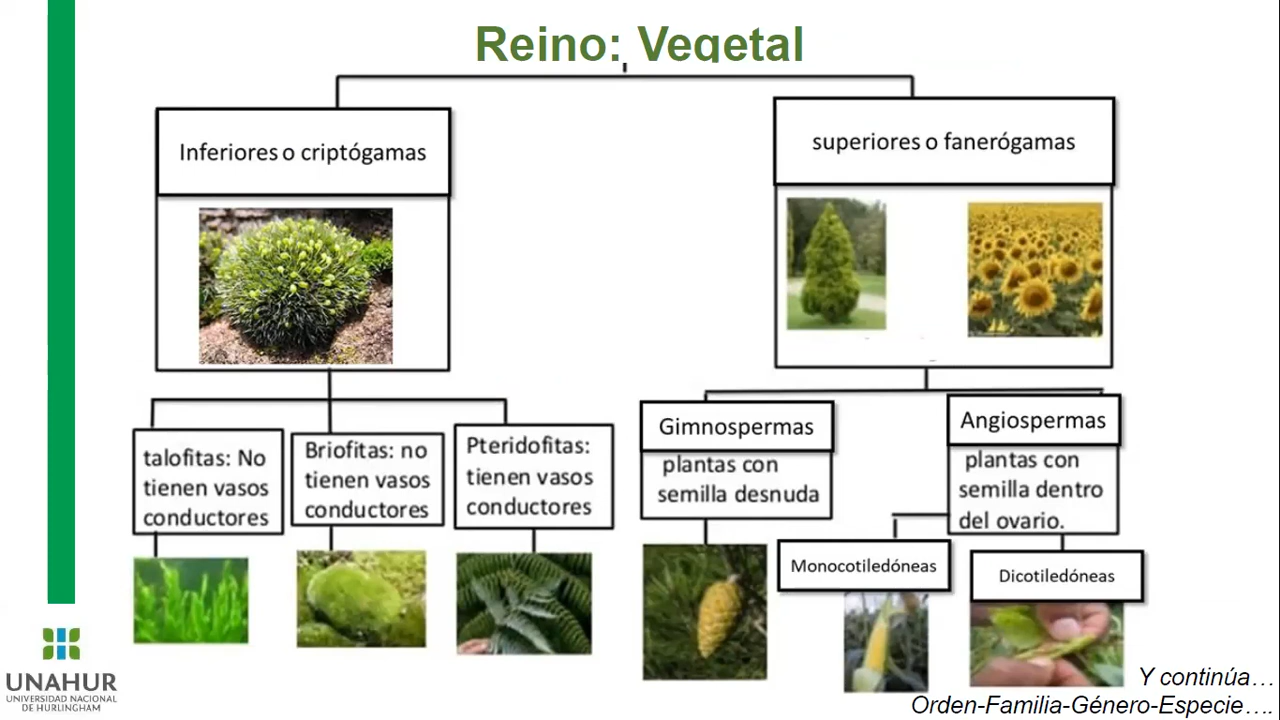 Reino: Vegetal
Inferiores o criptógamas
superiores o fanerógamas
talofitas: No
tienen vasos
conductores
Briofitas: no
tienen vasos
conductores
Pteridofitas:
tienen vasos
conductores
Gimnospermas
plantas con
semilla desnuda
Angiospermas
plantas con
semilla dentro
del ovario.
Monocotiledóneas
Dicotiledóneas
Y continúa…
Orden-Familia-Género-Especie….
UNAHUR
UNIVERSIDAD NACIONAL
DE HURLINGHAM